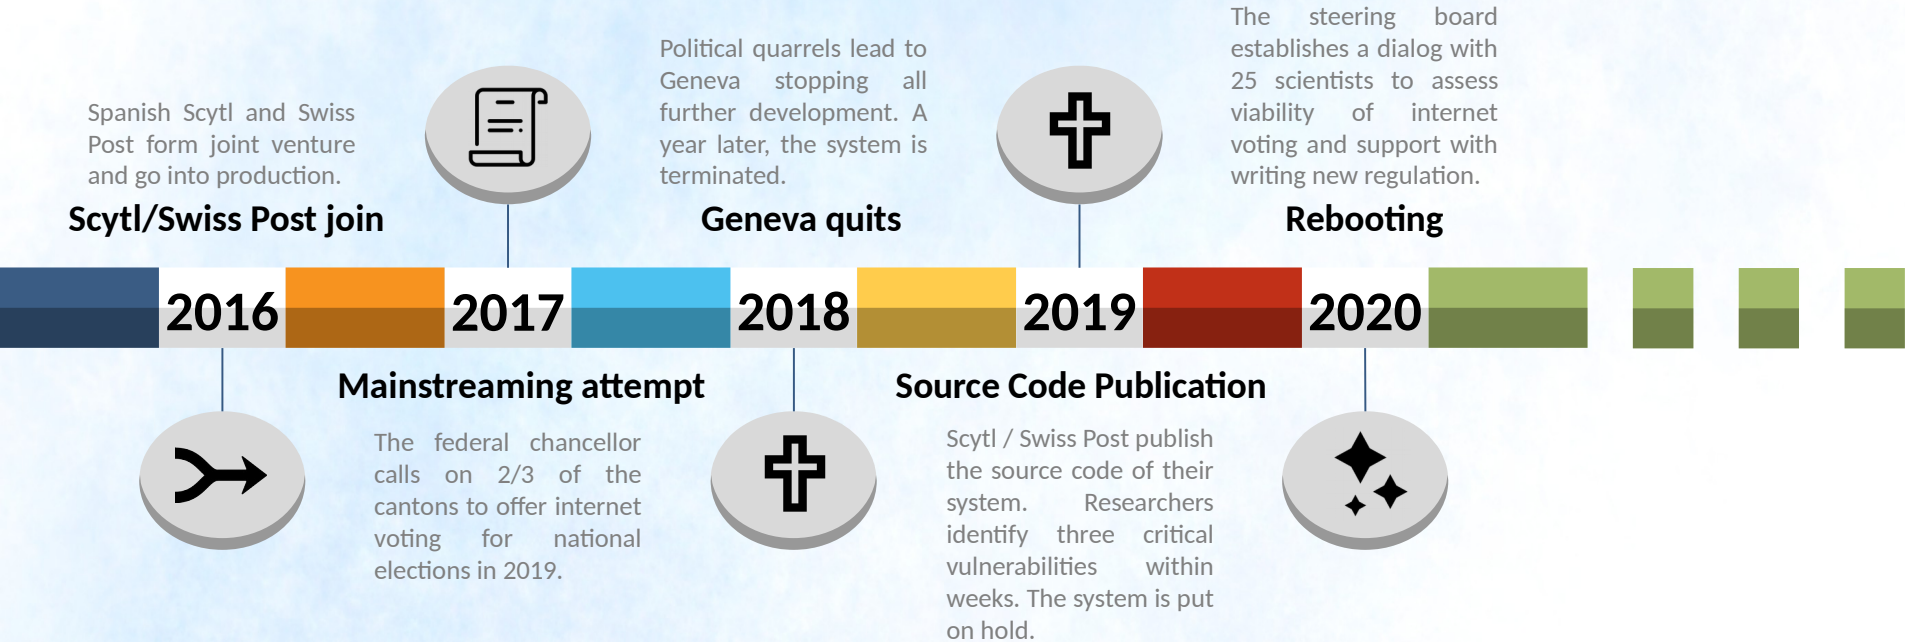 Spanish Scytl and Swiss
Post form joint venture
and go into production.
Scytl/Swiss Post join
Political quarrels lead to
Geneva stopping all
further development. A
year later, the system is
terminated.
Geneva quits
The steering board
establishes a dialog with
25 scientists to assess
viability of internet
voting and support with
writing new regulation.
Rebooting
2016 2017 2018 2019 2020
Mainstreaming attempt
The federal chancellor
calls on 2/3 of the
cantons to offer internet
voting for national
elections in 2019.
Source Code Publication
Scytl / Swiss Post publish
the source code of their
system. Researchers
identify three critical
vulnerabilities within
weeks. The system is put
on hold.